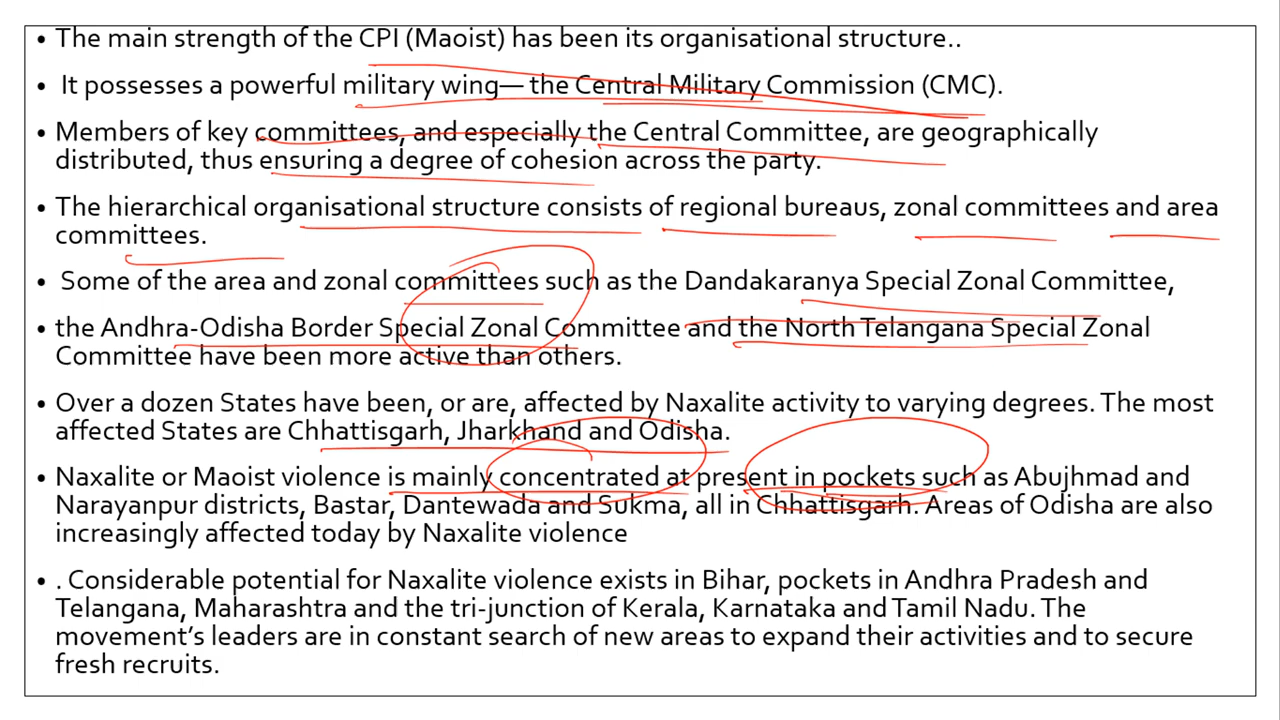 • The main strength of the CPI (Maoist) has been its organisational structure..
• It possesses a powerful military wing— the Central Military Commission (CMC).
• Members of key committees, and especially the Central Committee, are geographically
distributed, thus ensuring a degree of cohesion across the party.
• The hierarchical organisational structure consists of regional bureaus, zonal committees and area
committees.
• Some of the area and zonal committees such as the Dandakaranya Special Zonal Committee,
• the Andhra-Odisha Border Special Zonal Committee and the North Telangana Special Zonal
Committee have been more active than others.
• Over a dozen States have been, or are, affected by Naxalite activity to varying degrees. The most
affected States are Chhattisgarh, Jharkhand and Odisha.
• Naxalite or Maoist violence is mainly concentrated at present in pockets such as Abujhmad and
Narayanpur districts, Bastar, Dantewada and Sukma, all in Chhattisgarh. Areas of Odisha are also
increasingly affected today by Naxalite violence
• . Considerable potential for Naxalite violence exists in Bihar, pockets in Andhra Pradesh and
Telangana, Maharashtra and the tri-junction of Kerala, Karnataka and Tamil Nadu. The
movement's leaders are in constant search of new areas to expand their activities and to secure
fresh recruits.